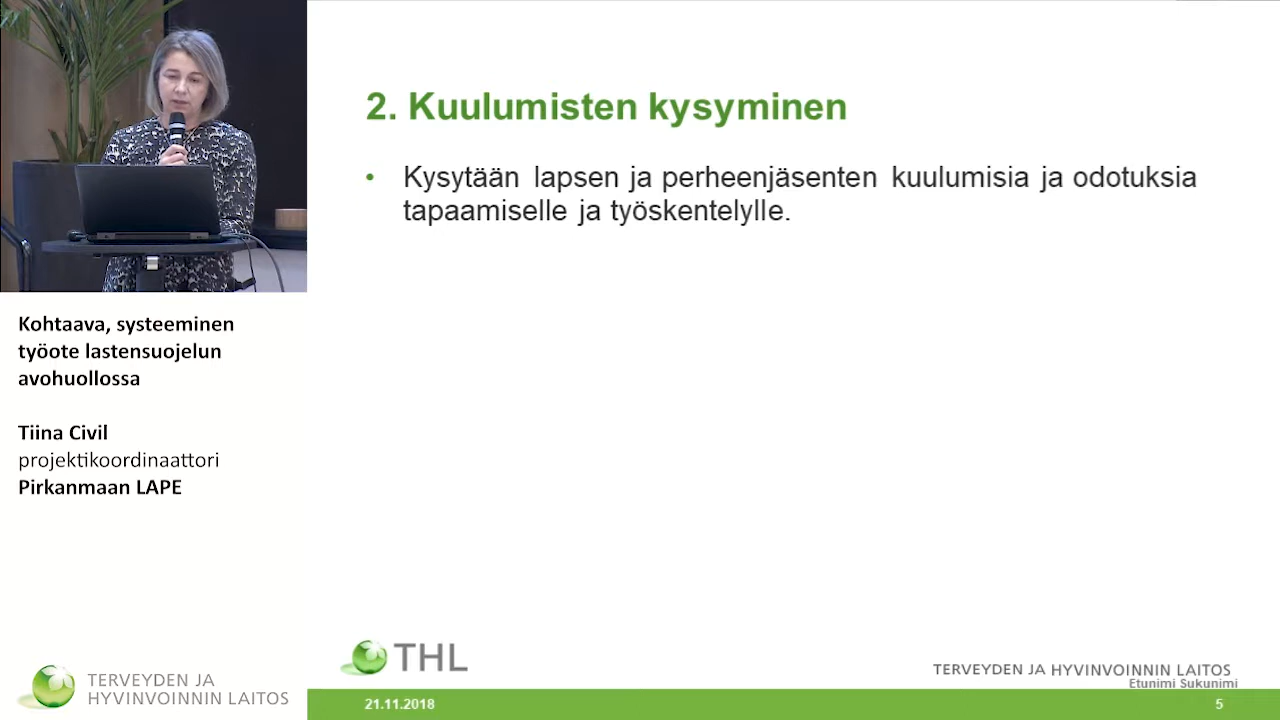 2. Kuulumisten kysyminen
• Kysytään lapsen ja perheenjäsenten kuulumisia ja odotuksia
tapaamiselle ja työskentelylle.
Kohtaava, systeeminen
työote lastensuojelun
avohuollossa
Tiina Civil
projektikoordinaattori
Pirkanmaan LAPE
TERVEYDEN JA
HYVINVOINNIN LAITOS
THL
TERVEYDEN JA HYVINVOINNIN LAITOS
Etunimi Sukunimi
21.11.2018
5